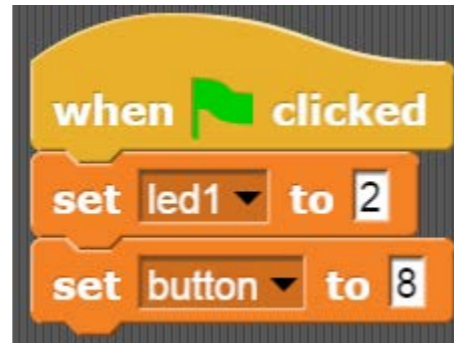 when clicked
set led1 to 2
set button to 8